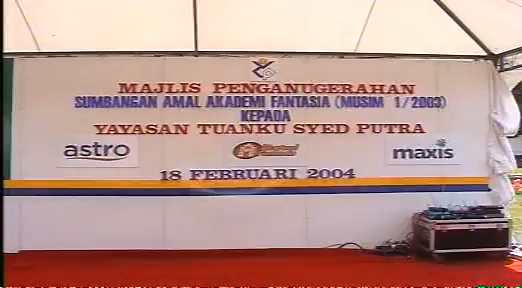 MAJLIS PENGANUGERAHAN
SUMBANGAN AMAL AKADEMI FANTASIA (MUSIM 1/2003)
KEPADA
YAYASAN TUANKU SYED PUTRA
astro
maxis
18 FEBRUARI 2004